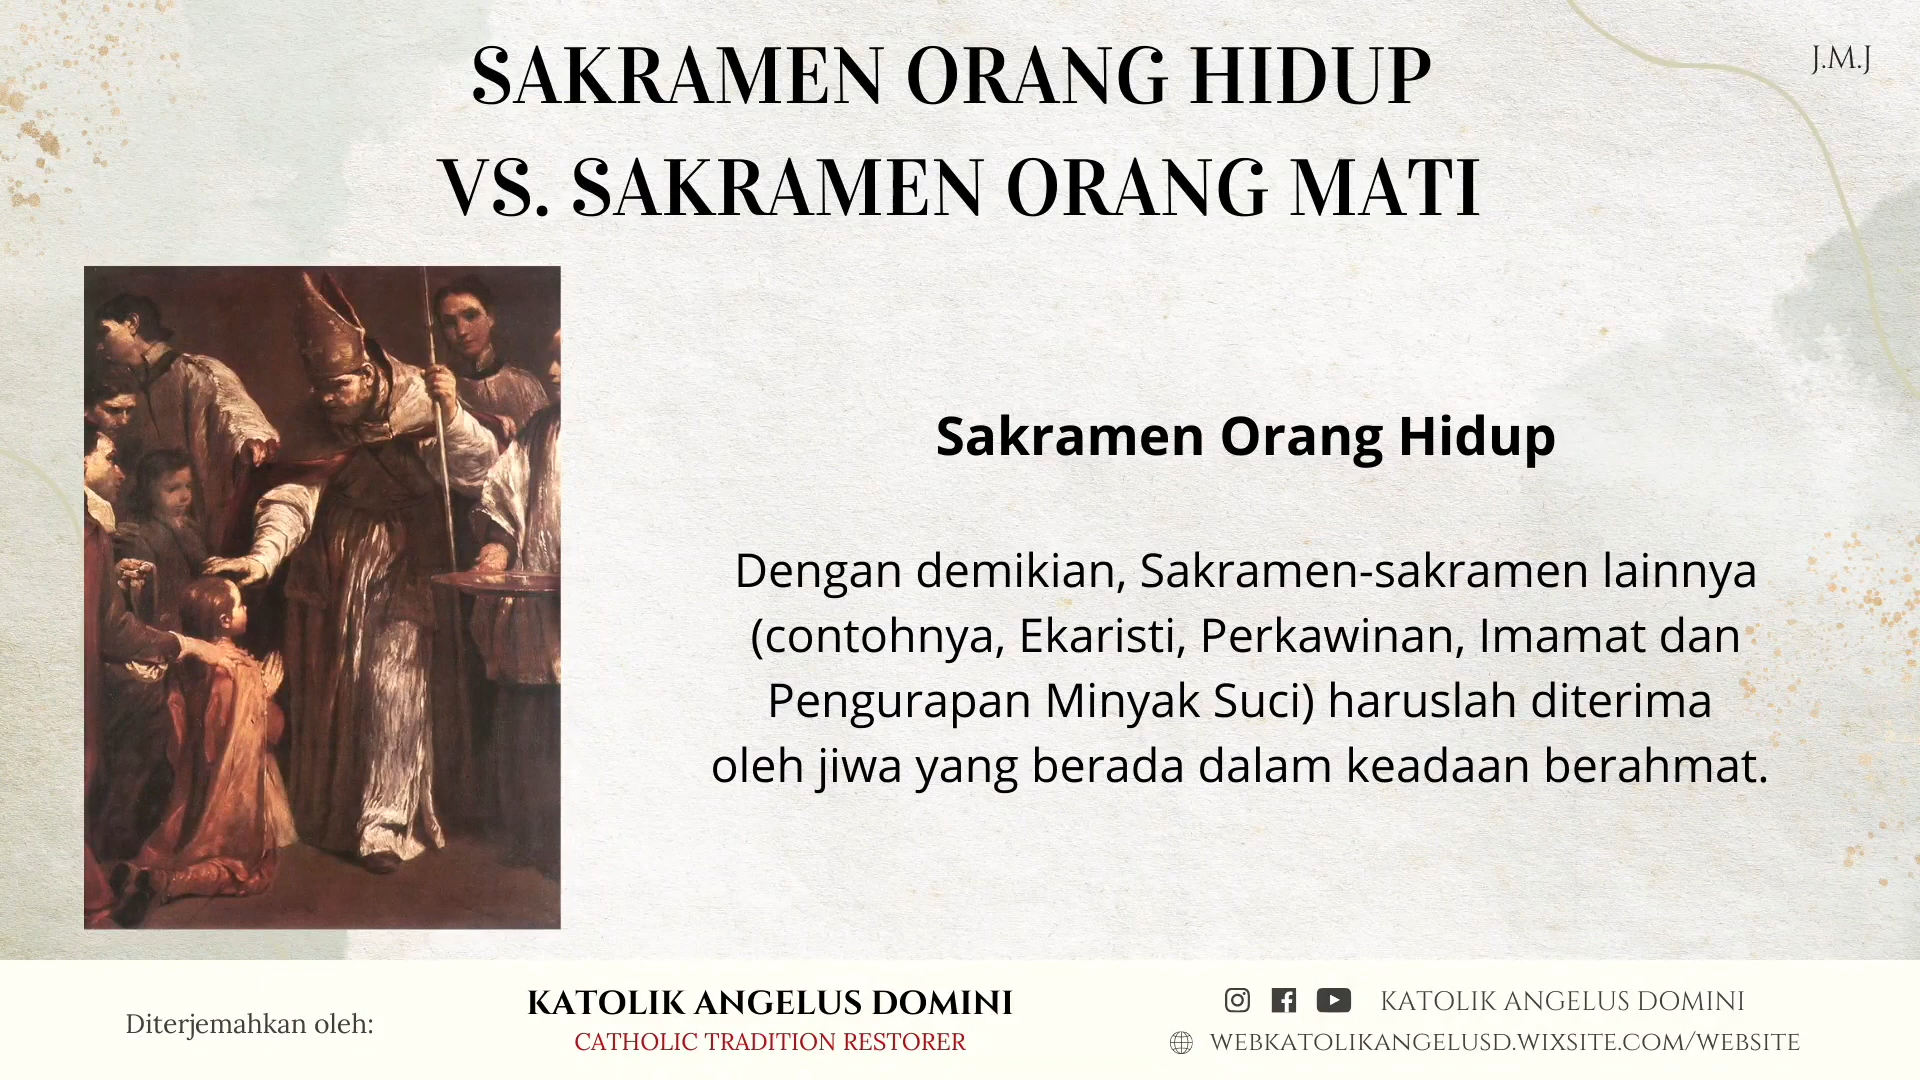 J.M.J
SAKRAMEN ORANG HIDUP
VS. SAKRAMEN ORANG MATI
Sakramen Orang Hidup
Dengan demikian, Sakramen-sakramen lainnya
(contohnya, Ekaristi, Perkawinan, Imamat dan
Pengurapan Minyak Suci) haruslah diterima
oleh jiwa yang berada dalam keadaan berahmat.
Diterjemahkan oleh:
KATOLIK ANGELUS DOMINI
CATHOLIC TRADITION RESTORER
KATOLIK ANGELUS DOMINI
WEBKATOLIKANGELUSD.WIXSITE.COM/WEBSITE